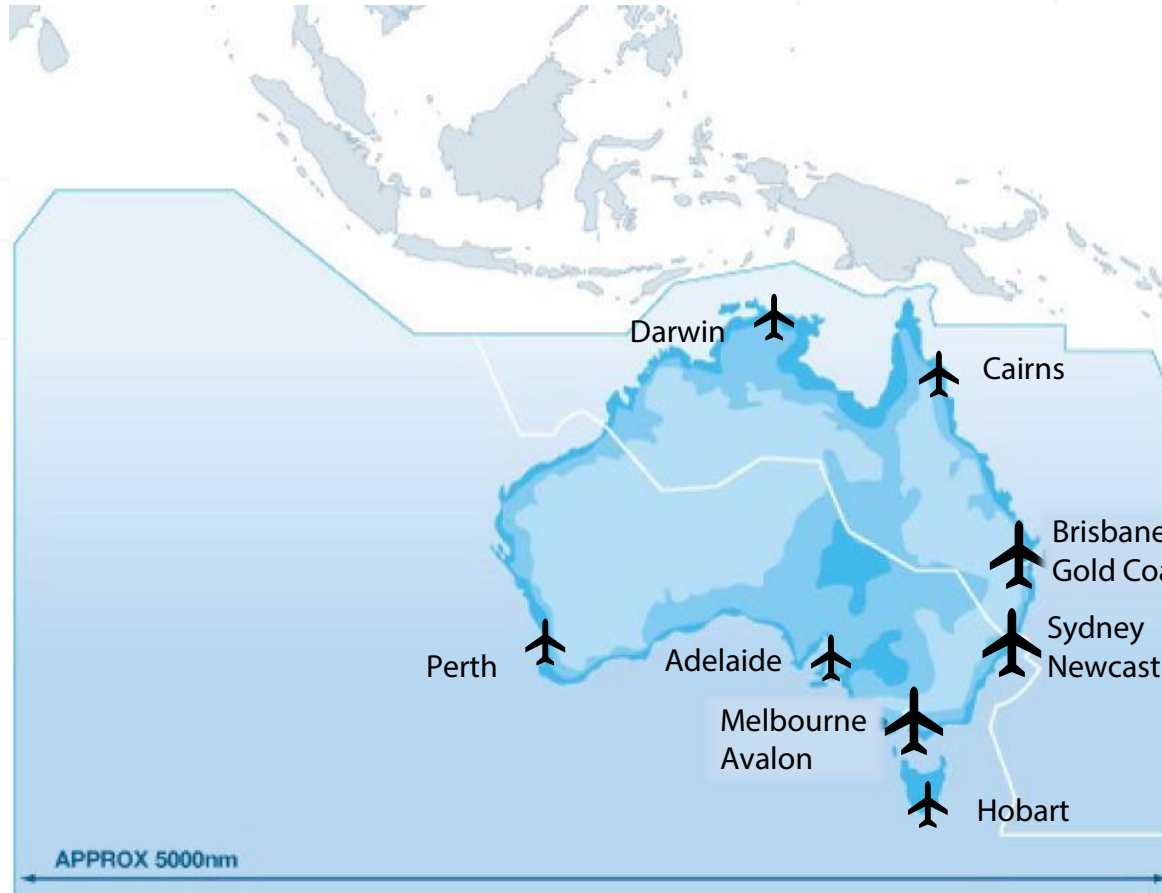 Darwin
Cairns
Brisbane
Gold Coa
Sydney
Newcast
Perth
Adelaide
Melbourne
Avalon
Hobart
APPROX 5000nm